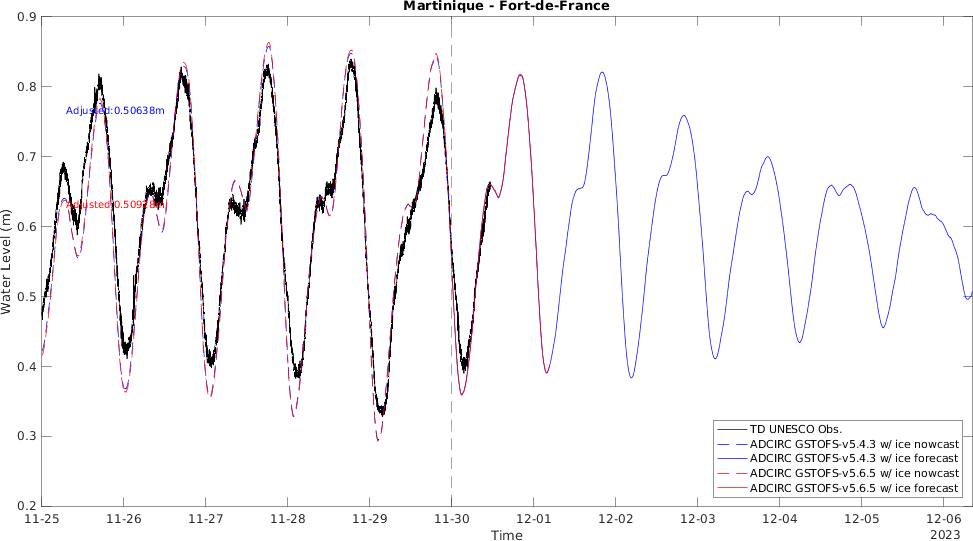 Martinique - Fort-de-France
Water Level (m)
0.9
0.8
0.7
0.6
0.5
0.4
0.3
0.2
Adjusted:0.50638m
11-25
11-26
11-27
11-28
11-29
11-30
12-01
12-02
12-03
12-04
12-05
12-06
2023
Time
TD UNESCO Obs.
ADCIRC GSTOFS-v5.4.3 w/ ice nowcast
ADCIRC GSTOFS-v5.4.3 w/ ice forecast
ADCIRC GSTOFS-v5.6.5 w/ ice nowcast
ADCIRC GSTOFS-v5.6.5 w/ ice forecast